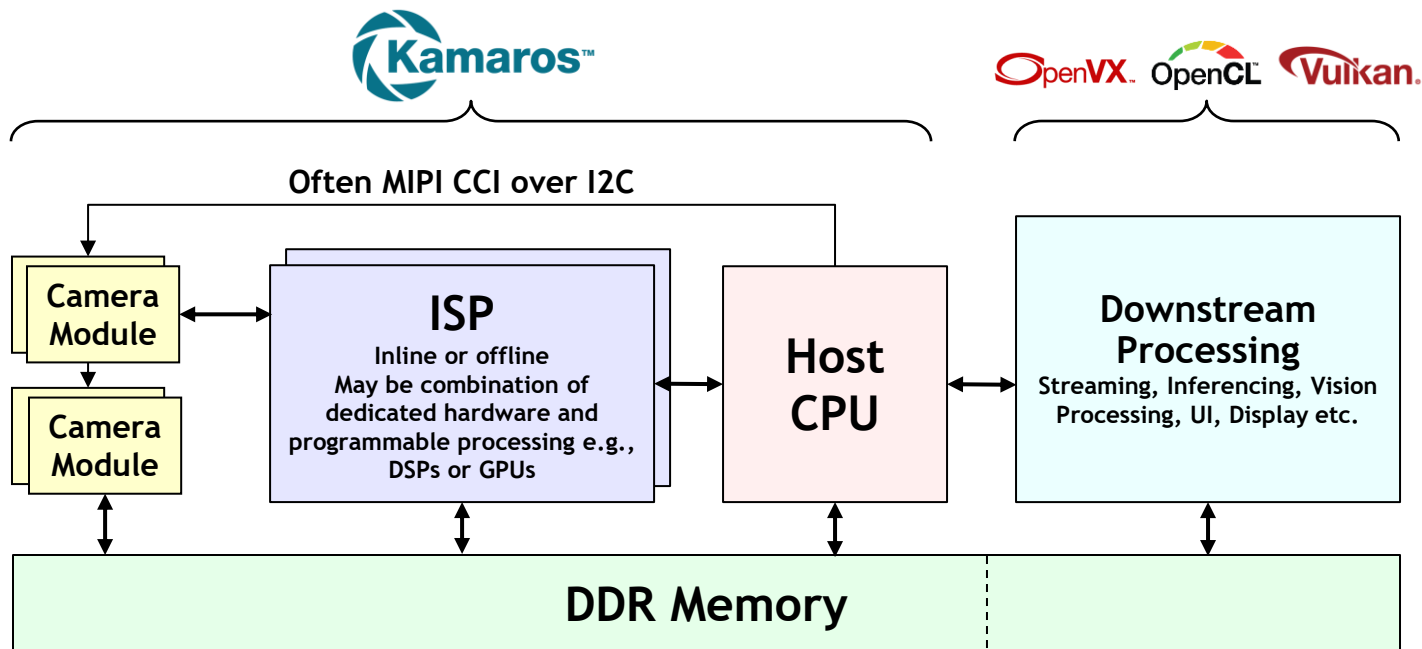 Kamaros™
OpenVX™ OpenCL™ Vulkan®
Often MIPI CCI over I2C
Camera
Module
Camera
Module
ISP
Inline or offline
May be combination of
dedicated hardware and
programmable processing e.g.,
DSPs or GPUs
Host
CPU
Downstream
Processing
Streaming, Inferencing, Vision
Processing, UI, Display etc.
DDR Memory